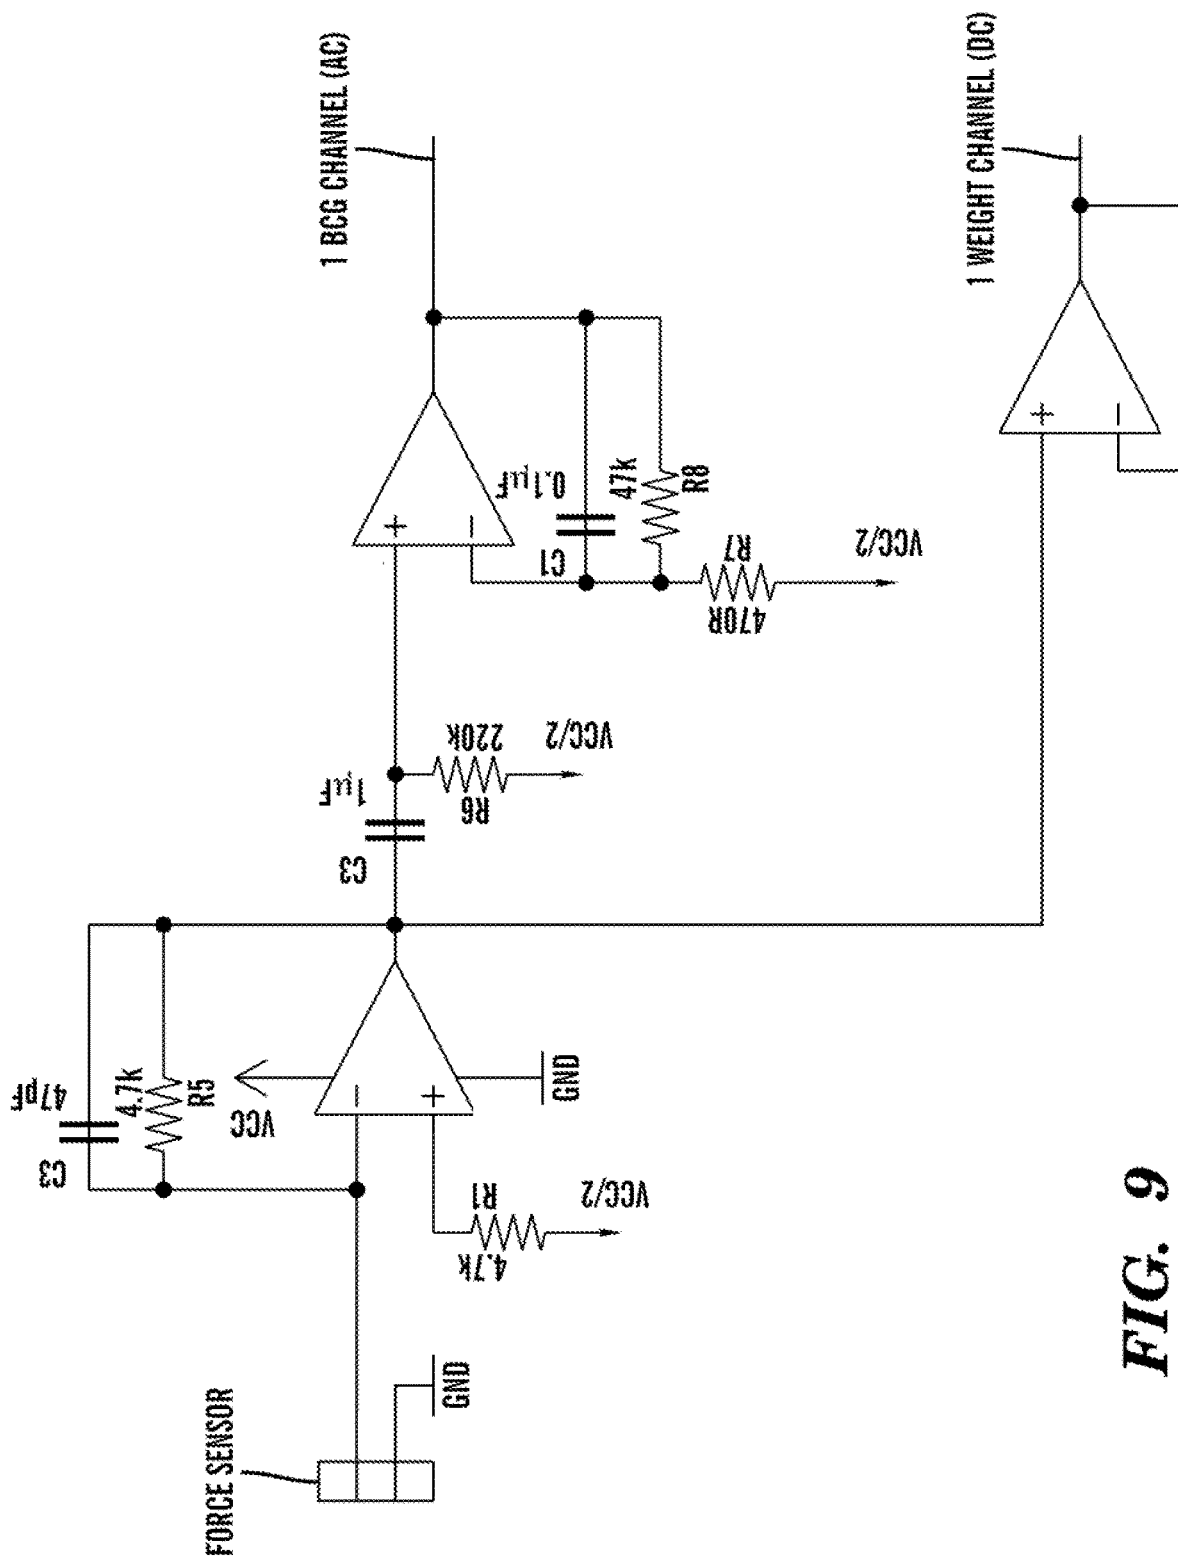 FORCE SENSOR
GND
4.7k
R1
VCC/2
C3
47pF
4.7k
R5
VCC
GND
C3
1µF
R6
220k
VCC/2
C1
0.1µF
47k
R8
470R
R7
VCC/2
1 BCG CHANNEL (AC)
1 WEIGHT CHANNEL (DC)
+
−
+
−
+
−
FIG. 9